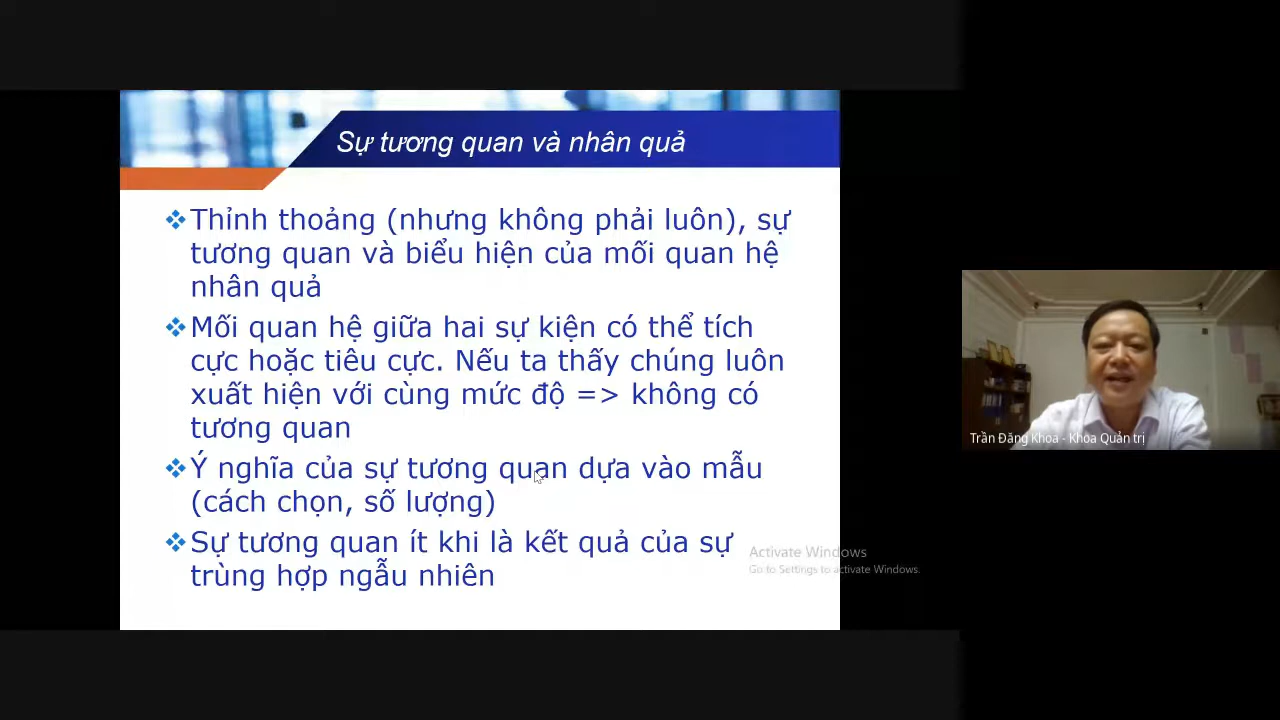 Sự tương quan và nhân quả
Thỉnh thoảng (nhưng không phải luôn), sự
tương quan và biểu hiện của mối quan hệ
nhân quả
Mối quan hệ giữa hai sự kiện có thể tích
cực hoặc tiêu cực. Nếu ta thấy chúng luôn
xuất hiện với cùng mức độ => không có
tương quan
Ý nghĩa của sự tương quan dựa vào mẫu
(cách chọn, số lượng)
Sự tương quan ít khi là kết quả của sự
trùng hợp ngẫu nhiên
Activate Windows
Go to Settings to activate Windows.
Trần Đăng Khoa - Khoa Quản trị